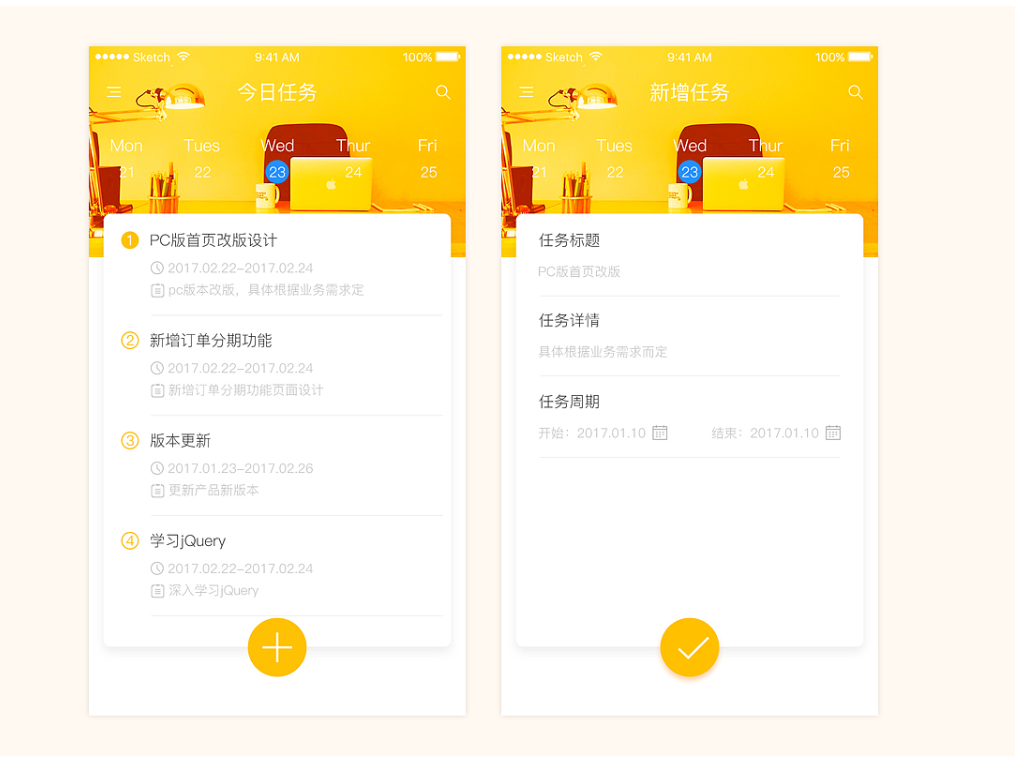 Sketch 9:41 AM 100%
今日任务
Mon Tues Wed Thur Fri
21 22 23 24 25
1 PC版首页改版设计
2017.02.22-2017.02.24
pc版本改版，具体根据业务需求定
2 新增订单分期功能
2017.02.22-2017.02.24
新增订单分期功能页面设计
3 版本更新
2017.01.23-2017.02.26
更新产品新版本
4 学习jQuery
2017.02.22-2017.02.24
深入学习jQuery
Sketch 9:41 AM 100%
新增任务
Mon Tues Wed Thur Fri
21 22 23 24 25
任务标题
PC版首页改版
任务详情
具体根据业务需求而定
任务周期
开始：2017.01.10 结束：2017.01.10